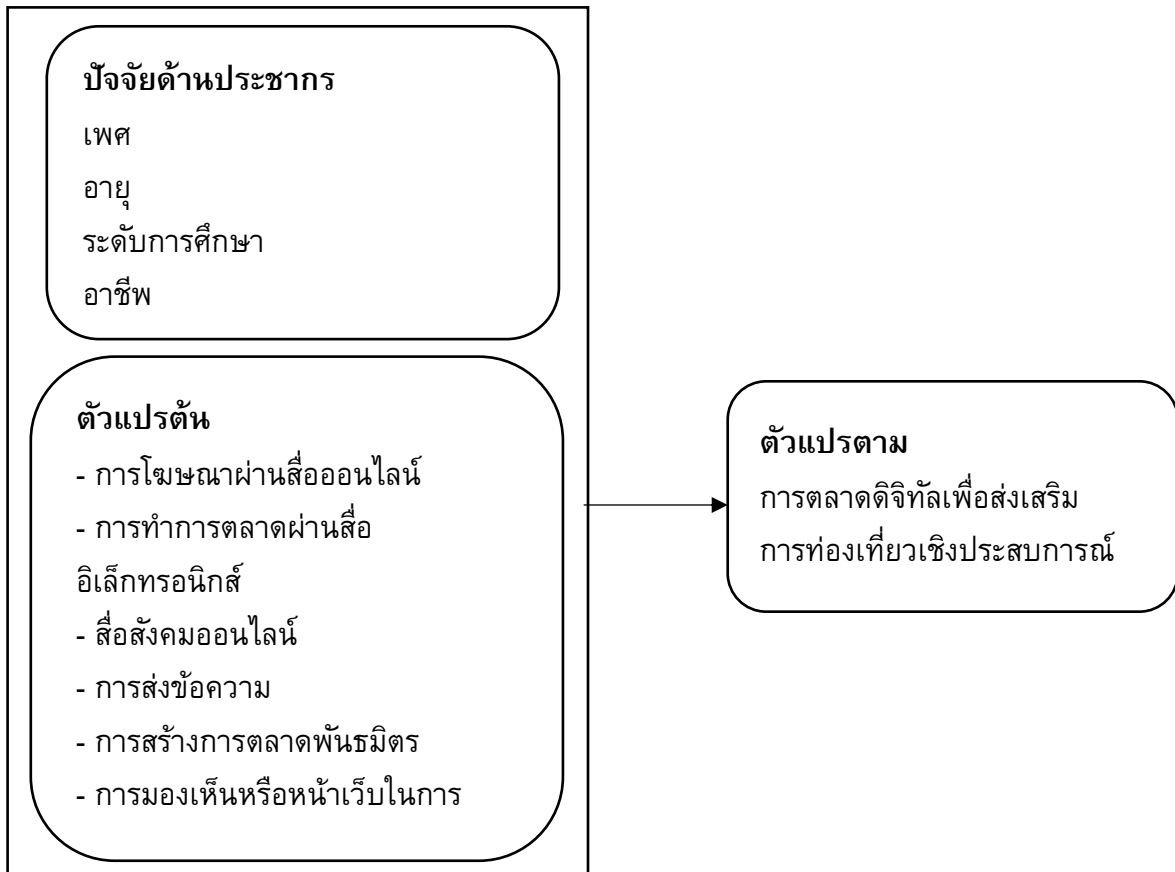 ปัจจัยด้านประชากร
เพศ
อายุ
ระดับการศึกษา
อาชีพ
ตัวแปรต้น
- การโฆษณาผ่านสื่อออนไลน์
- การทำการตลาดผ่านสื่อ
อิเล็กทรอนิกส์
- สื่อสังคมออนไลน์
- การส่งข้อความ
- การสร้างการตลาดพันธมิตร
- การมองเห็นหรือหน้าเว็บในการ
ตัวแปรตาม
การตลาดดิจิทัลเพื่อส่งเสริม
การท่องเที่ยวเชิงประสบการณ์